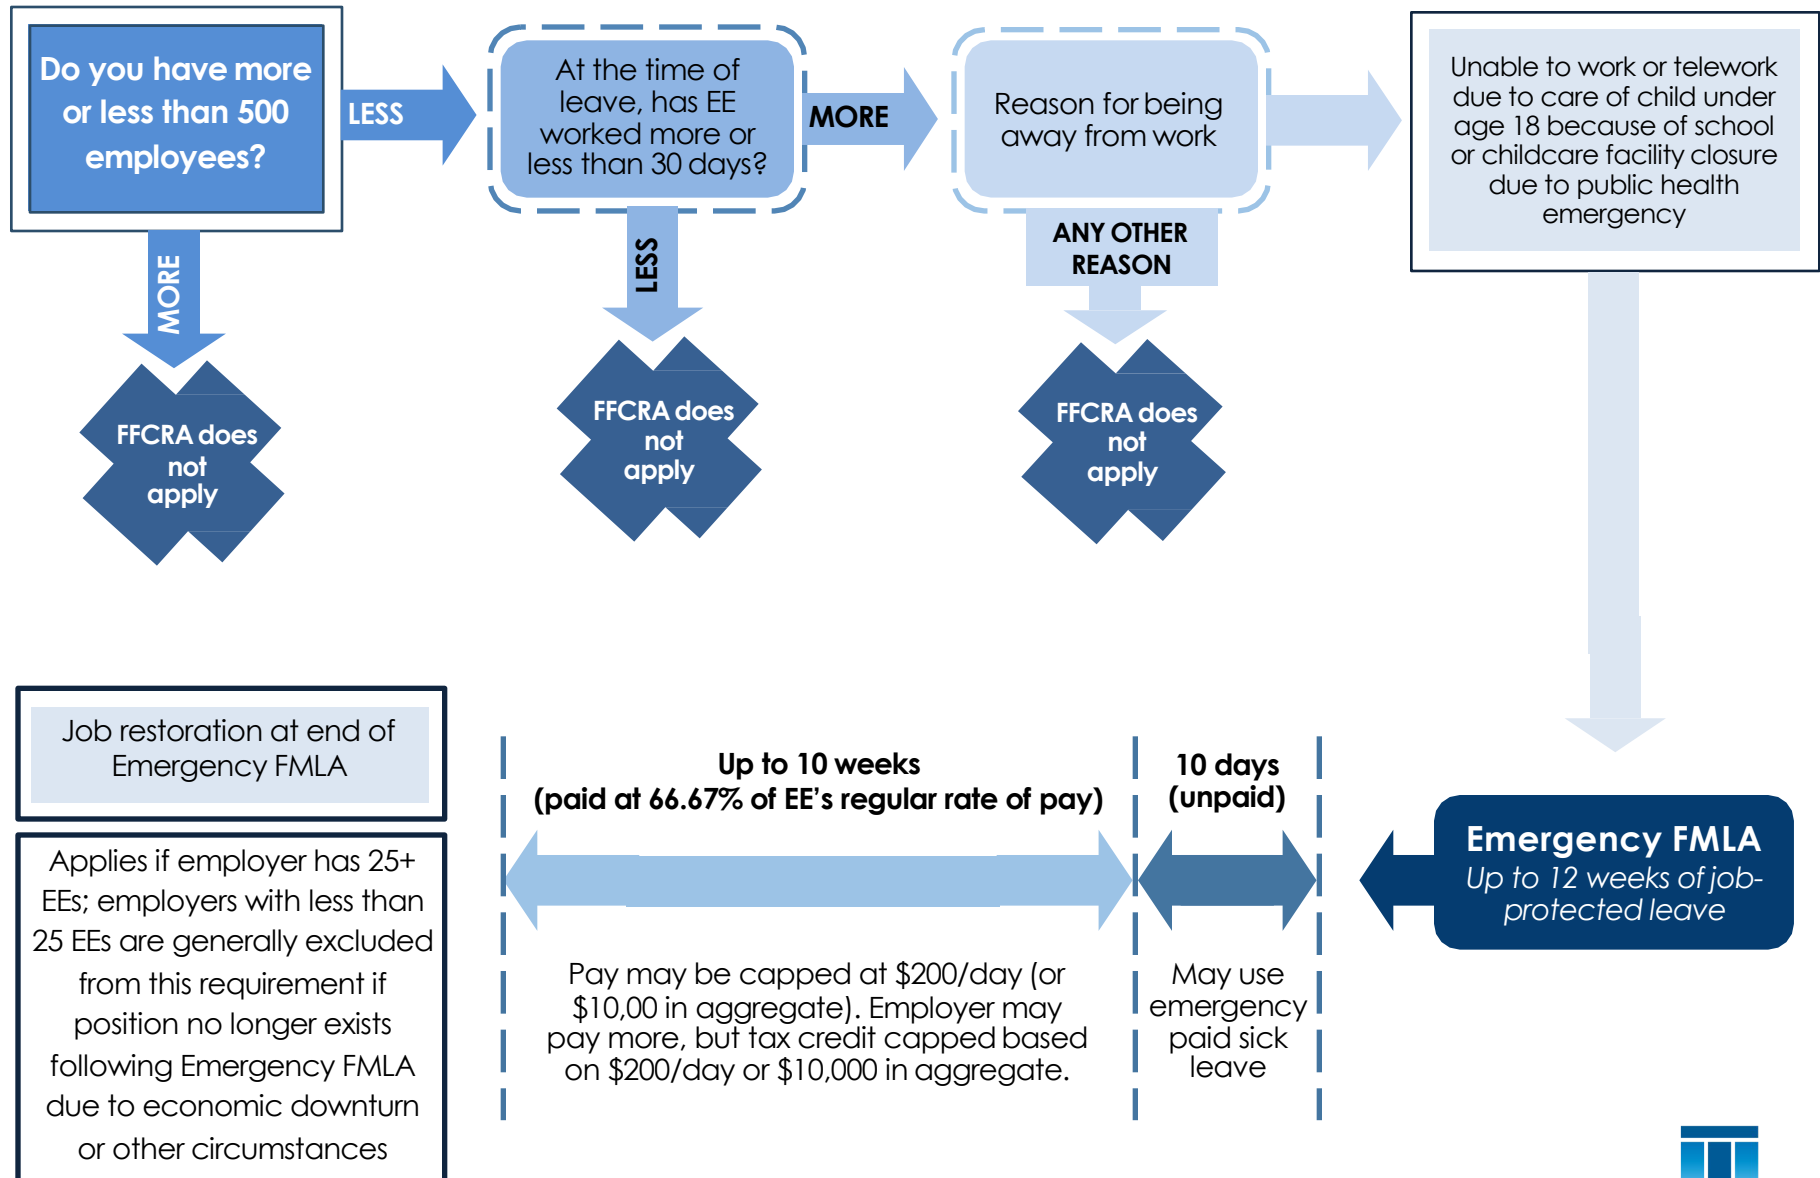 Do you have more
or less than 500
employees?
LESS
MORE
FFCRA does
not
apply
At the time of
leave, has EE
worked more or
less than 30 days?
MORE
LESS
FFCRA does
not
apply
Reason for being
away from work
ANY OTHER
REASON
FFCRA does
not
apply
Unable to work or telework
due to care of child under
age 18 because of school
or childcare facility closure
due to public health
emergency
Emergency FMLA
Up to 12 weeks of job-
protected leave
10 days
(unpaid)
May use
emergency
paid sick
leave
Up to 10 weeks
(paid at 66.67% of EE’s regular rate of pay)
Pay may be capped at $200/day (or
$10,00 in aggregate). Employer may
pay more, but tax credit capped based
on $200/day or $10,000 in aggregate.
Job restoration at end of
Emergency FMLA
Applies if employer has 25+
EEs; employers with less than
25 EEs are generally excluded
from this requirement if
position no longer exists
following Emergency FMLA
due to economic downturn
or other circumstances